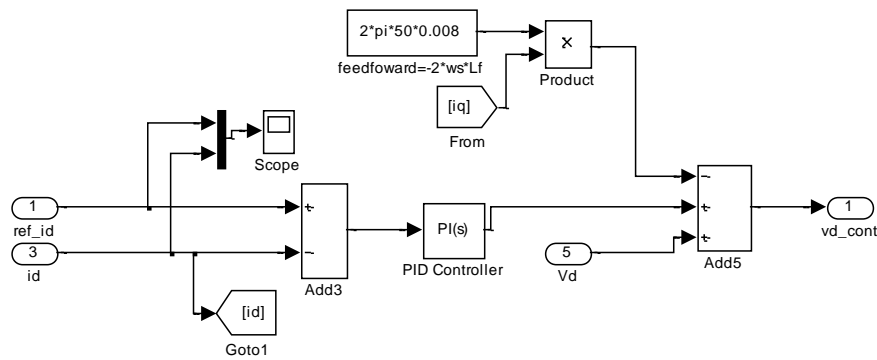 2*pi*50*0.008
feedfoward=-2*ws*Lf
×
Product
[iq]
From
Scope
1
ref_id
3
id
+
−
Add3
PI(s)
PID Controller
5
Vd
−
+
+
Add5
1
vd_cont
[id]
Goto1